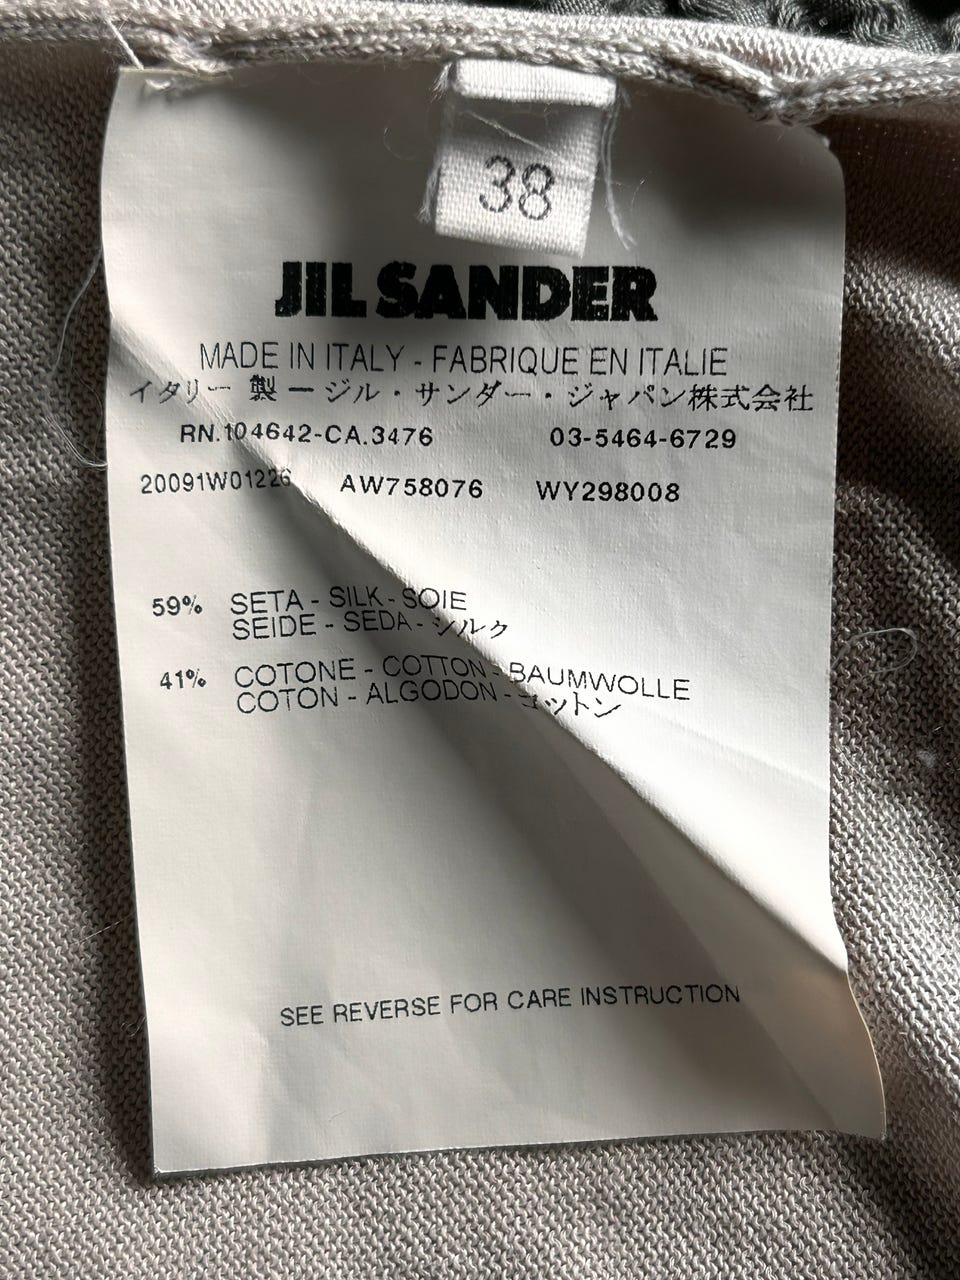 38
JIL SANDER
MADE IN ITALY - FABRIQUE EN ITALIE
イタリー 製 ー ジル・サンダー・ジャパン株式会社
RN.104642-CA.3476 03-5464-6729
20091W01226 AW758076 WY298008
59% SETA - SILK - SOIE
SEIDE - SEDA - シルク
41% COTONE - COTTON - BAUMWOLLE
COTON - ALGODON - コットン
SEE REVERSE FOR CARE INSTRUCTION